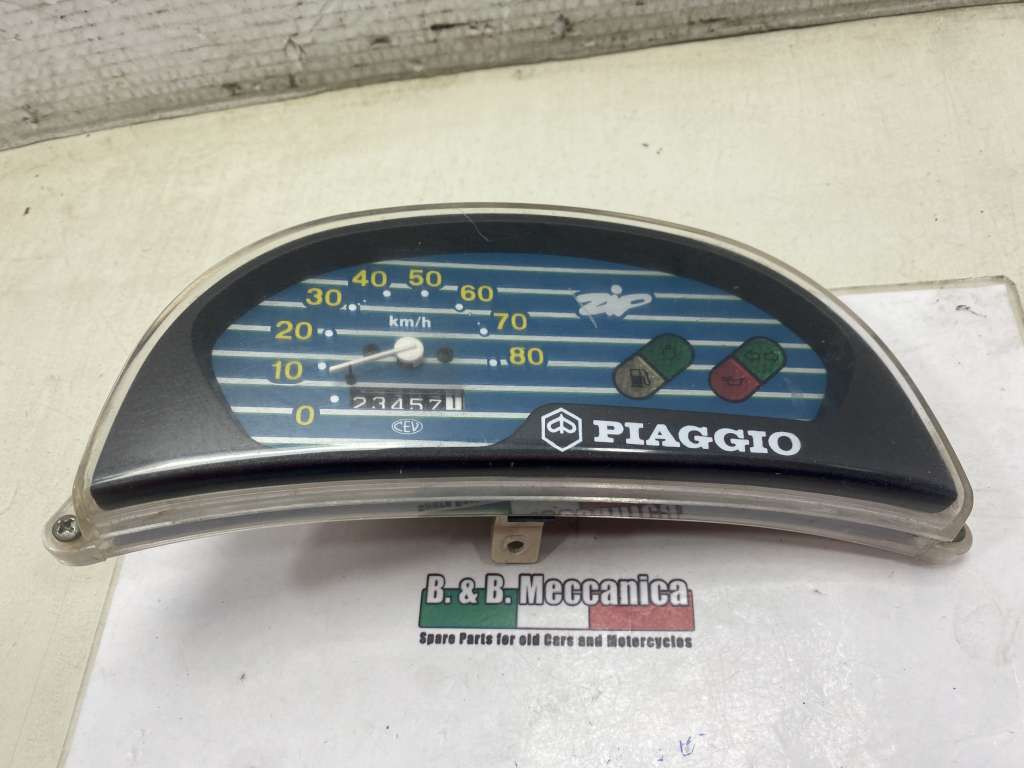 40 50
30 60
20 km/h 70
10 80
0
zip
23457
CEV
PIAGGIO
B. & B. Meccanica
Spare Parts for old Cars and Motorcycles